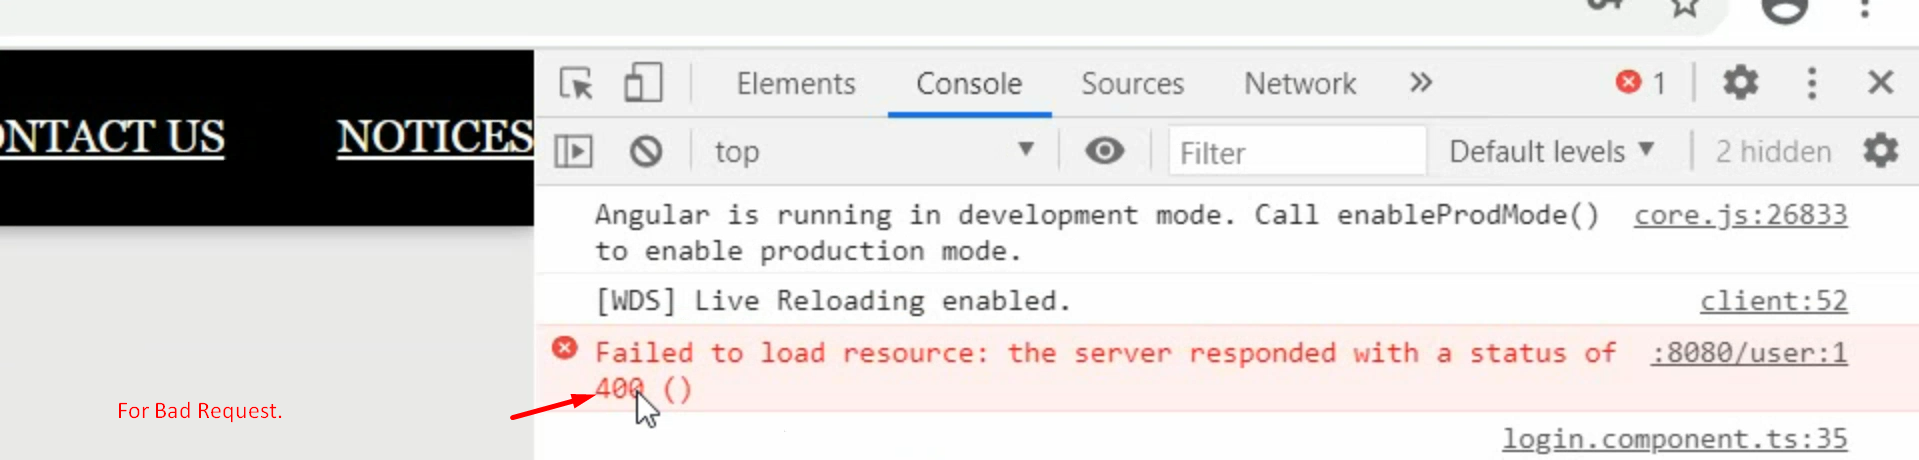 ONTACT US NOTICES
Elements Console Sources Network » 1
top Filter Default levels 2 hidden
Angular is running in development mode. Call enableProdMode() core.js:26833
to enable production mode.
[WDS] Live Reloading enabled. client:52
Failed to load resource: the server responded with a status of :8080/user:1
400 ()
For Bad Request.
login.component.ts:35